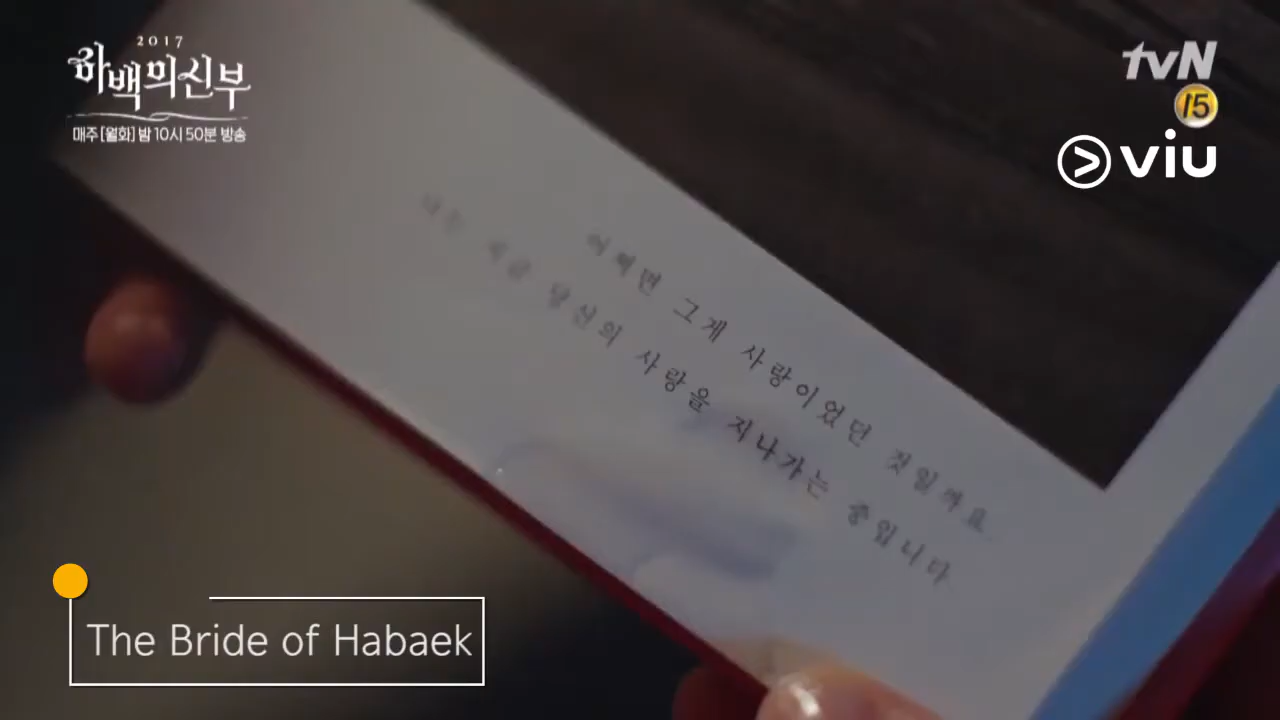 2017
하백의신부
매주[월화] 밤 10시 50분 방송
tvN
15
viu
어쩌면 그게 사랑이었던 것일까요
나는 지금 당신의 사랑을 지나가는 중입니다
The Bride of Habaek